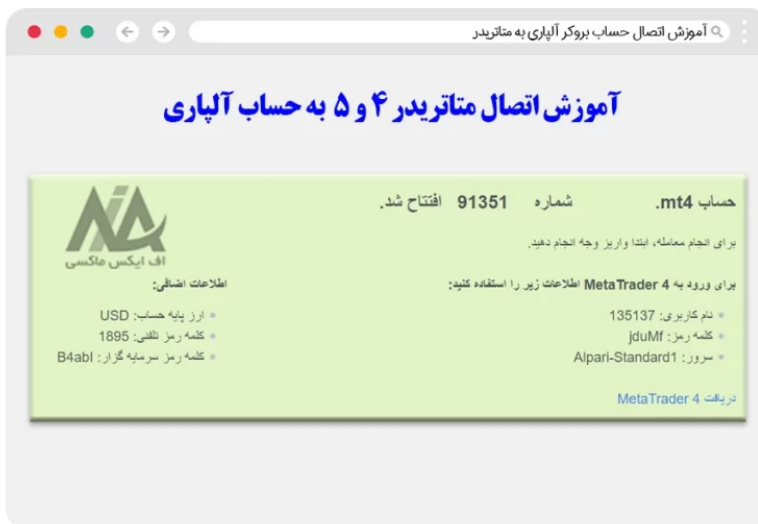 آموزش اتصال حساب بروکر آلپاری به متاتریدر
آموزش اتصال متاتریدر ۴ و ۵ به حساب آلپاری
حساب mt4. شماره 91351 افتتاح شد.
برای انجام معامله، ابتدا واریز وجه انجام دهید.
برای ورود به MetaTrader 4 اطلاعات زیر را استفاده کنید:
نام کاربری: 135137
کلمه رمز: jduMf
سرور: Alpari-Standard1
دریافت MetaTrader 4
اف ایکس ماکسی
اطلاعات اضافی:
ارز پایه حساب: USD
کلمه رمز تلفنی: 1895
کلمه رمز سرمایه گزار: B4abI